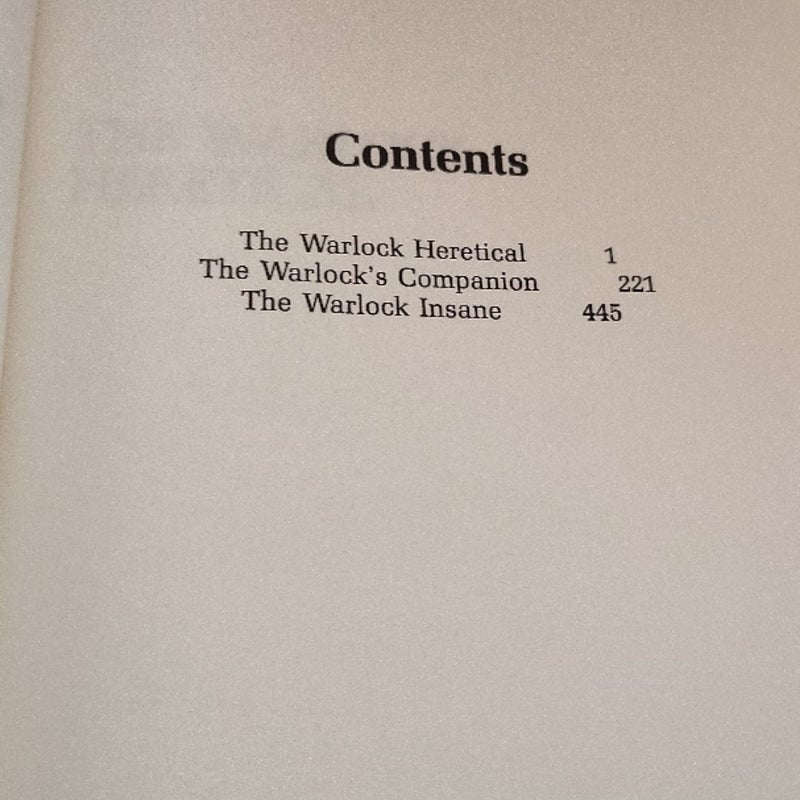 Contents
The Warlock Heretical 1
The Warlock's Companion 221
The Warlock Insane 445